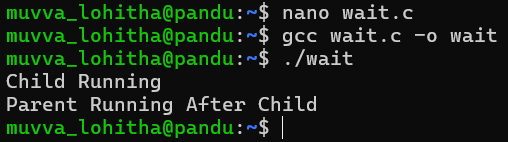 muvva_lohitha@pandu:~$ nano wait.c
muvva_lohitha@pandu:~$ gcc wait.c -o wait
muvva_lohitha@pandu:~$ ./wait
Child Running
Parent Running After Child
muvva_lohitha@pandu:~$